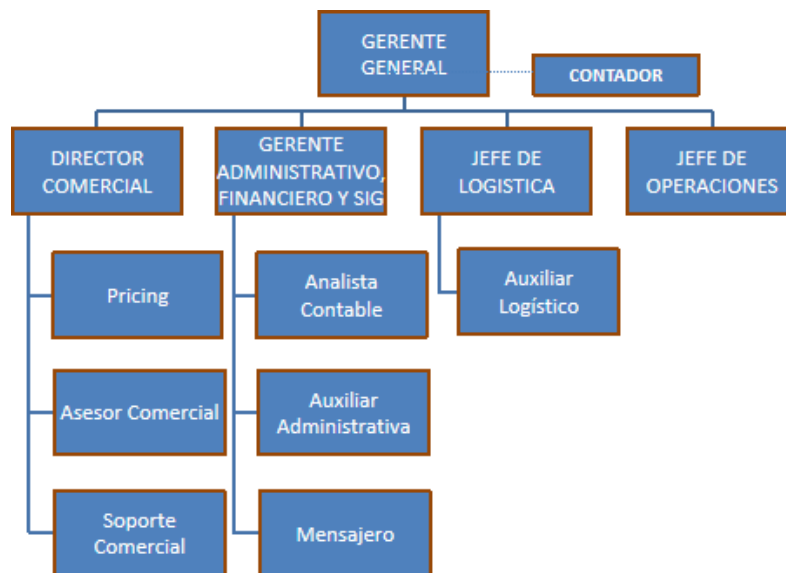 GERENTE
GENERAL
CONTADOR
DIRECTOR
COMERCIAL
GERENTE
ADMINISTRATIVO,
FINANCIERO Y SIG
JEFE DE
LOGISTICA
JEFE DE
OPERACIONES
Pricing
Analista
Contable
Auxiliar
Logístico
Asesor Comercial
Auxiliar
Administrativa
Soporte
Comercial
Mensajero